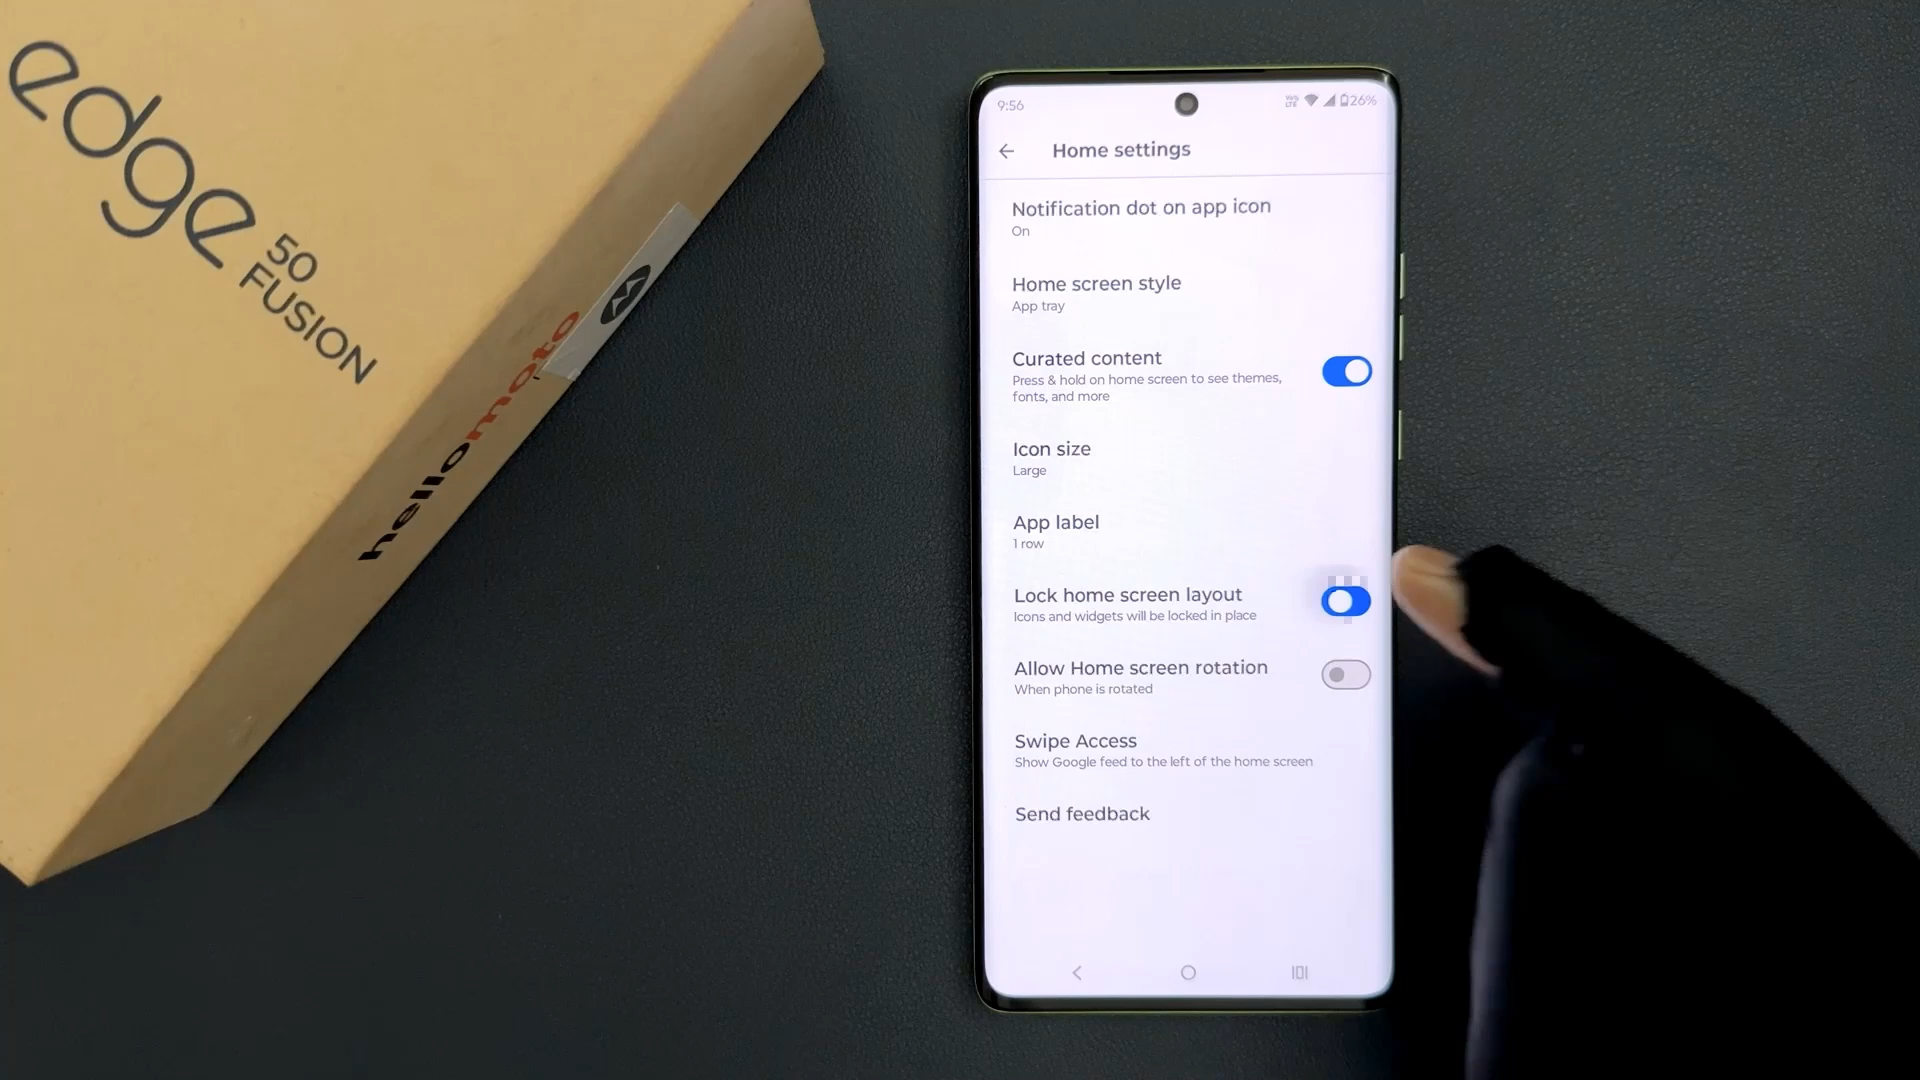 edge
50
FUSION
hellomoto
9:56
VoWiFi LTE 26%
Home settings
Notification dot on app icon
On
Home screen style
App tray
Curated content
Press & hold on home screen to see themes,
fonts, and more
Icon size
Large
App label
1 row
Lock home screen layout
Icons and widgets will be locked in place
Allow Home screen rotation
When phone is rotated
Swipe Access
Show Google feed to the left of the home screen
Send feedback